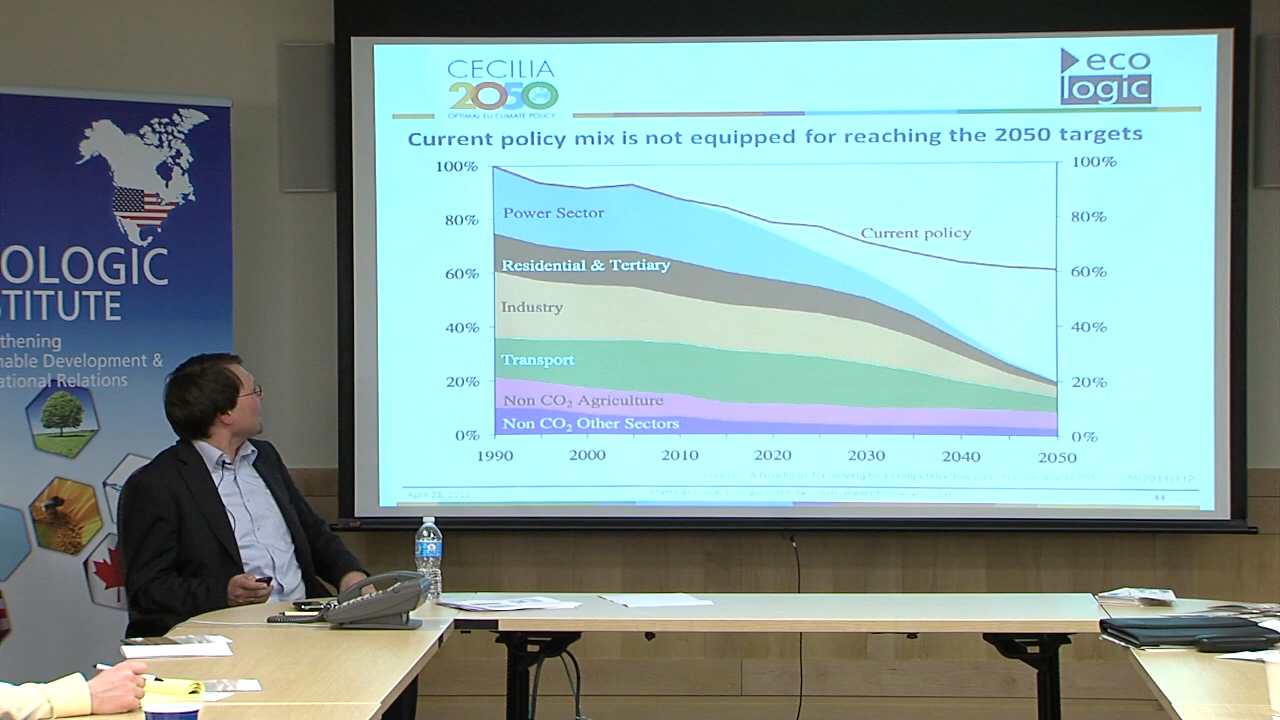 OLOGIC
TITUTE
thening
nable Development &
ational Relations
CECILIA
2050
OPTIMAL EU CLIMATE POLICY
eco
logic
Current policy mix is not equipped for reaching the 2050 targets
100%
80%
60%
40%
20%
0%
100%
80%
60%
40%
20%
0%
Power Sector
Current policy
Residential & Tertiary
Industry
Transport
Non CO₂ Agriculture
Non CO₂ Other Sectors
1990 2000 2010 2020 2030 2040 2050
44